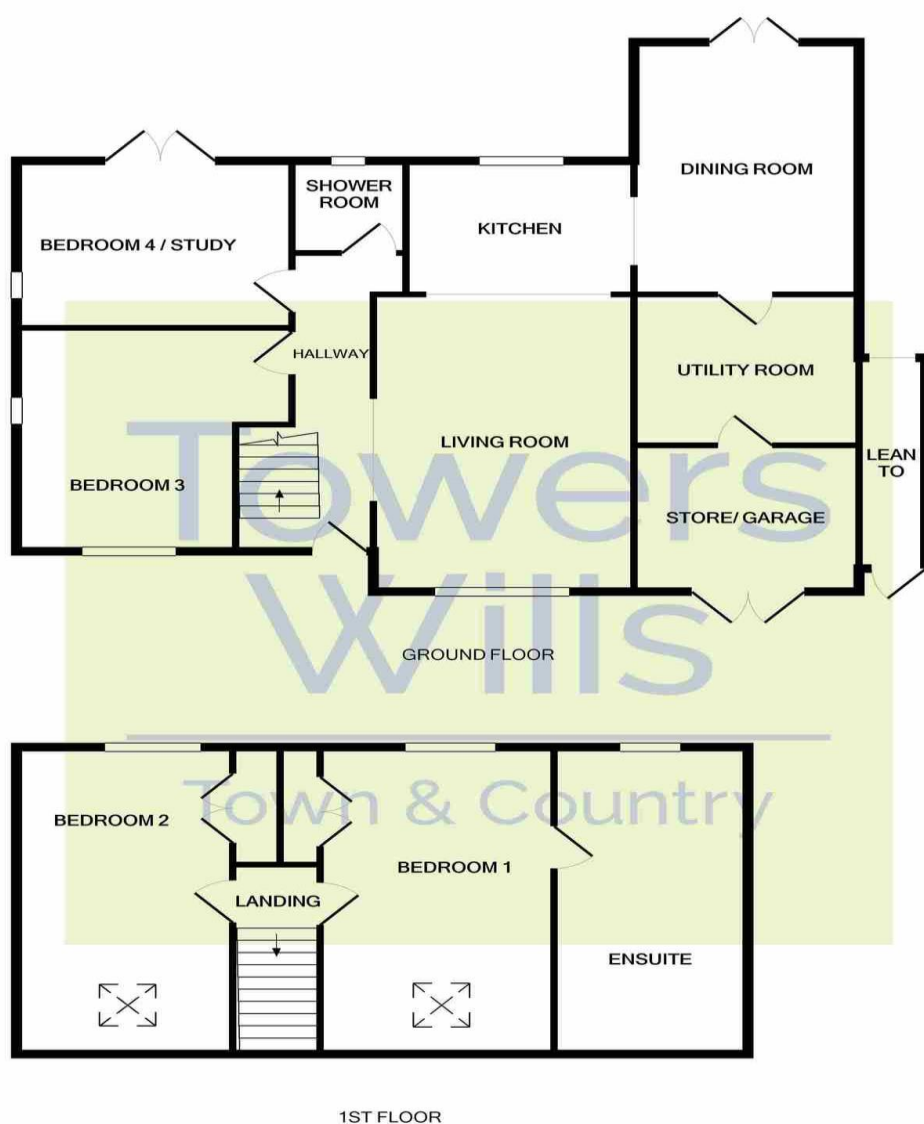 DINING ROOM
SHOWER
ROOM
KITCHEN
BEDROOM 4 / STUDY
HALLWAY
UTILITY ROOM
LIVING ROOM
LEAN
TO
BEDROOM 3
STORE/ GARAGE
Towers
Wills
GROUND FLOOR
Town & Country
BEDROOM 2
BEDROOM 1
LANDING
ENSUITE
1ST FLOOR